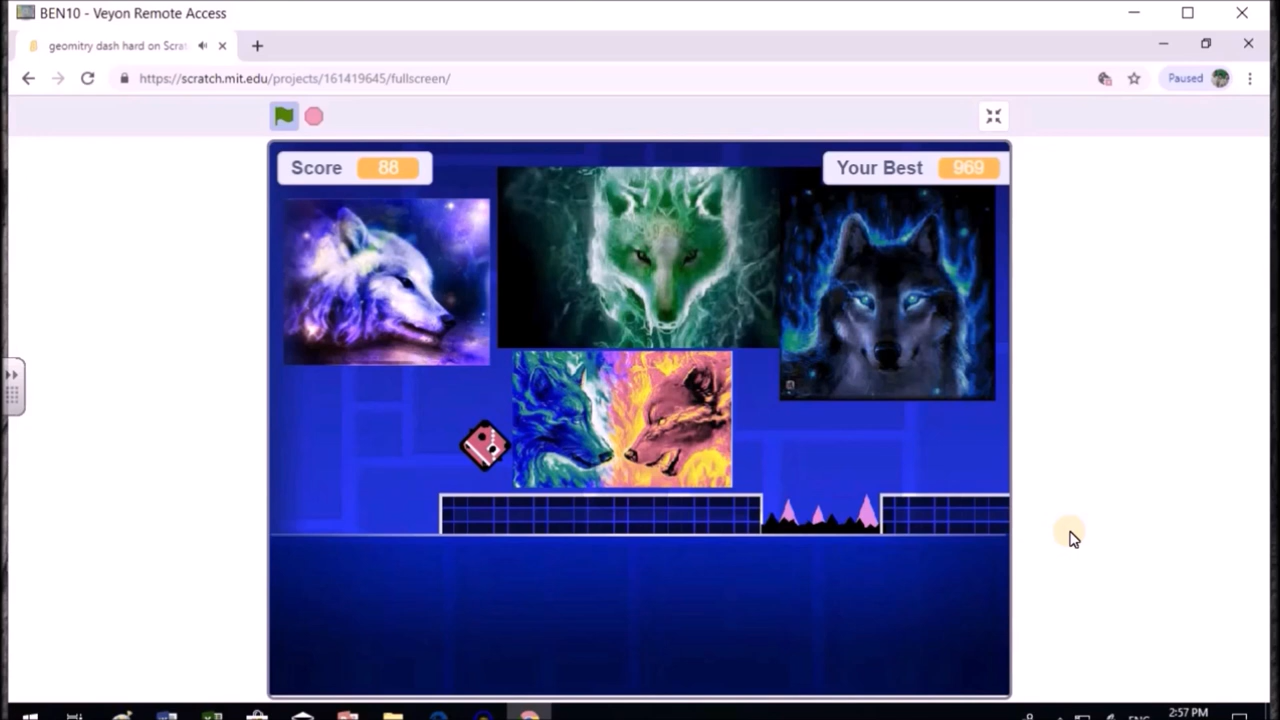 BEN10 - Veyon Remote Access
geomitry dash hard on Scrat
https://scratch.mit.edu/projects/161419645/fullscreen/
Paused
Score 88
Your Best 969
ENG
2:57 PM